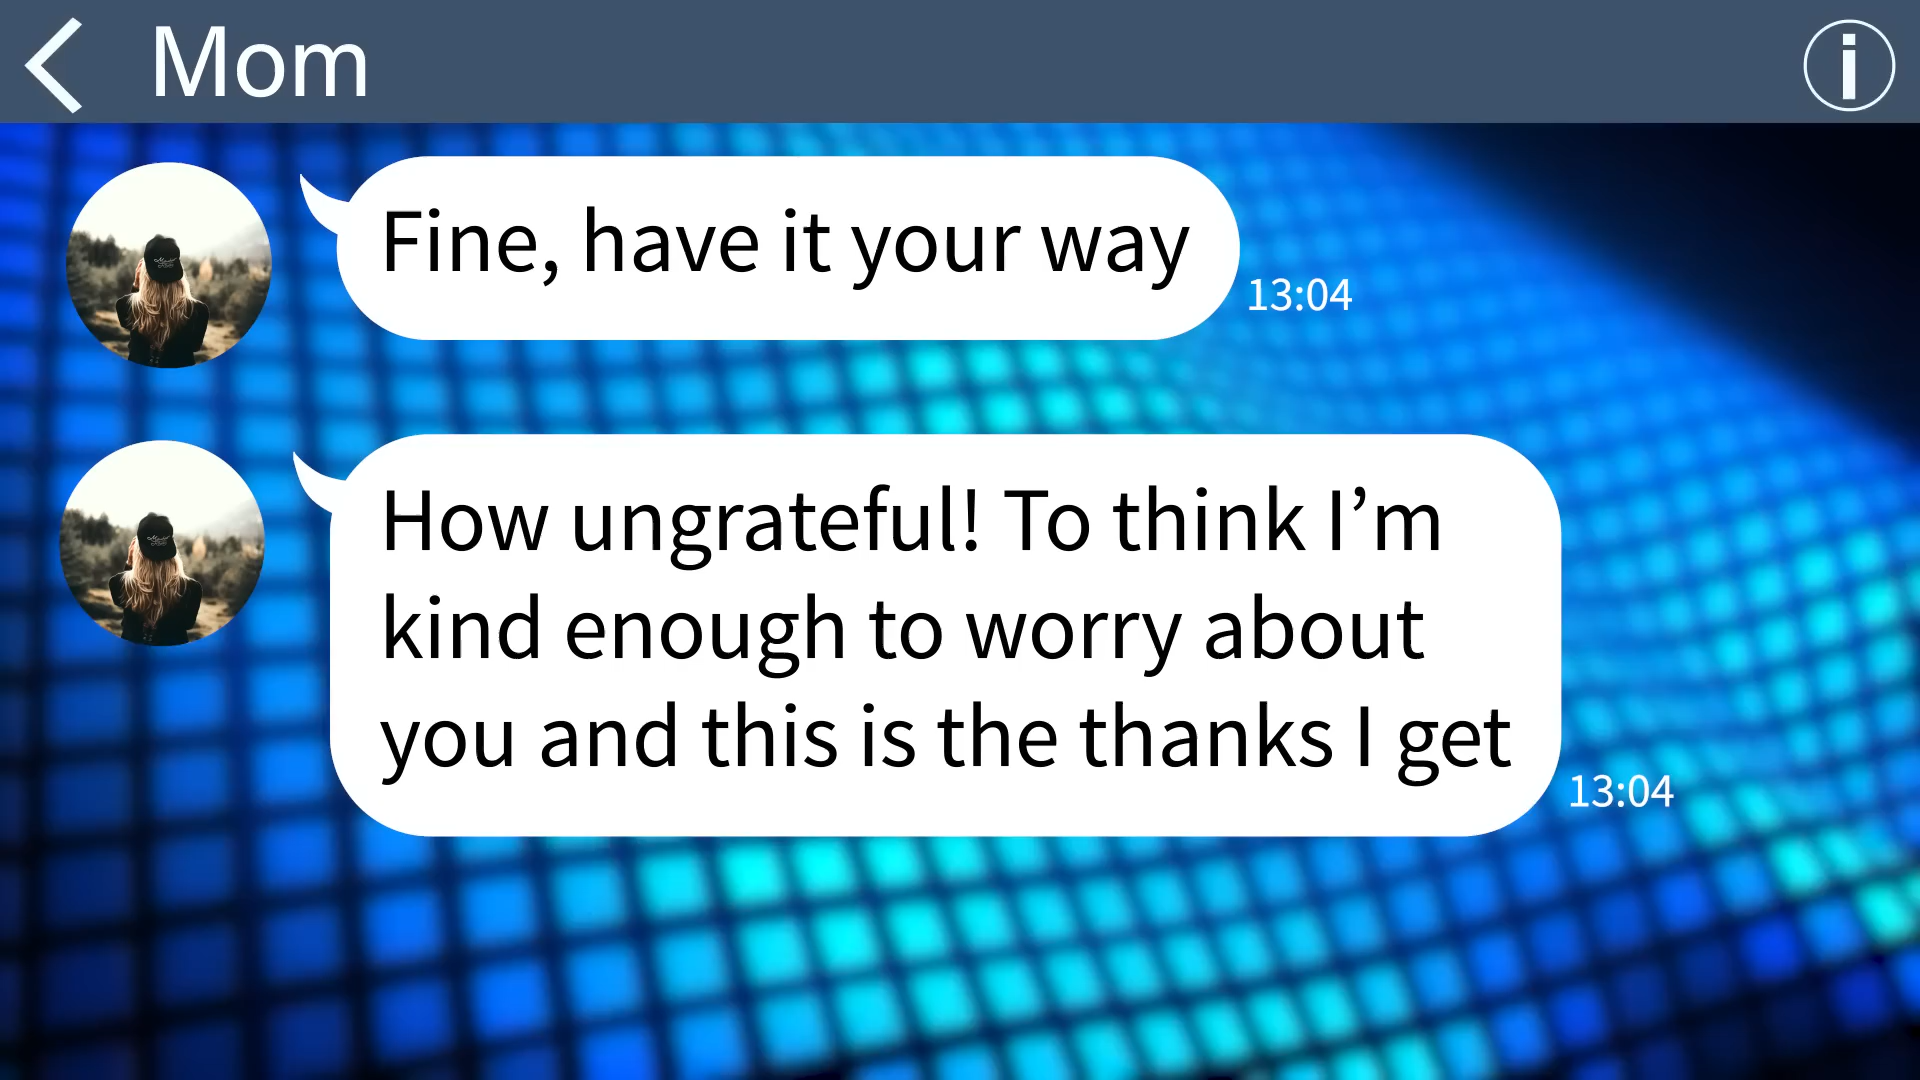 Mom
Fine, have it your way
13:04
How ungrateful! To think I’m
kind enough to worry about
you and this is the thanks I get
13:04